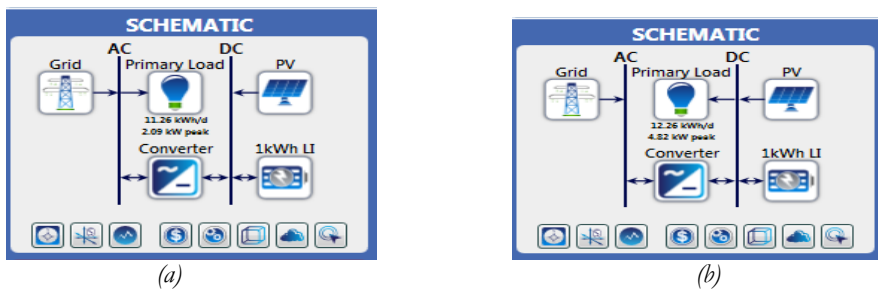 SCHEMATIC
AC DC
Grid Primary Load PV
11.26 kWh/d
2.09 kW peak
Converter 1kWh LI
(a)
SCHEMATIC
AC DC
Grid Primary Load PV
12.26 kWh/d
4.82 kW peak
Converter 1kWh LI
(b)